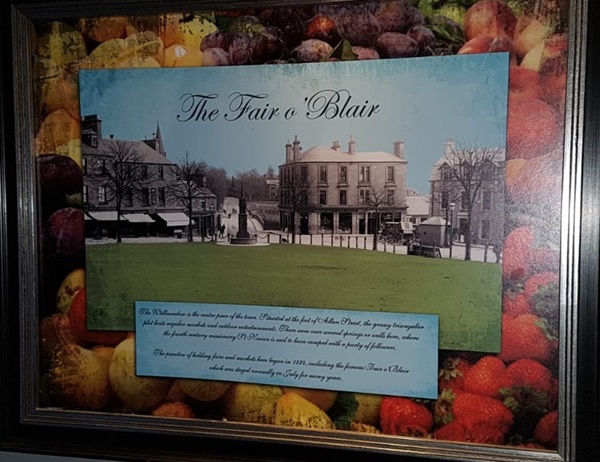 The Fair o' Blair
The Wellmeadow is the centre piece of the town. Situated at the foot of Allan Street, the grassy triangular
plot hosts regular markets and outdoor entertainments. There were once several springs or wells here, where
the fourth century missionary St Ninian is said to have camped with a party of followers.
The practice of holding fairs and markets here began in 1824, including the famous Fair o Blair
which was staged annually in July for many years.